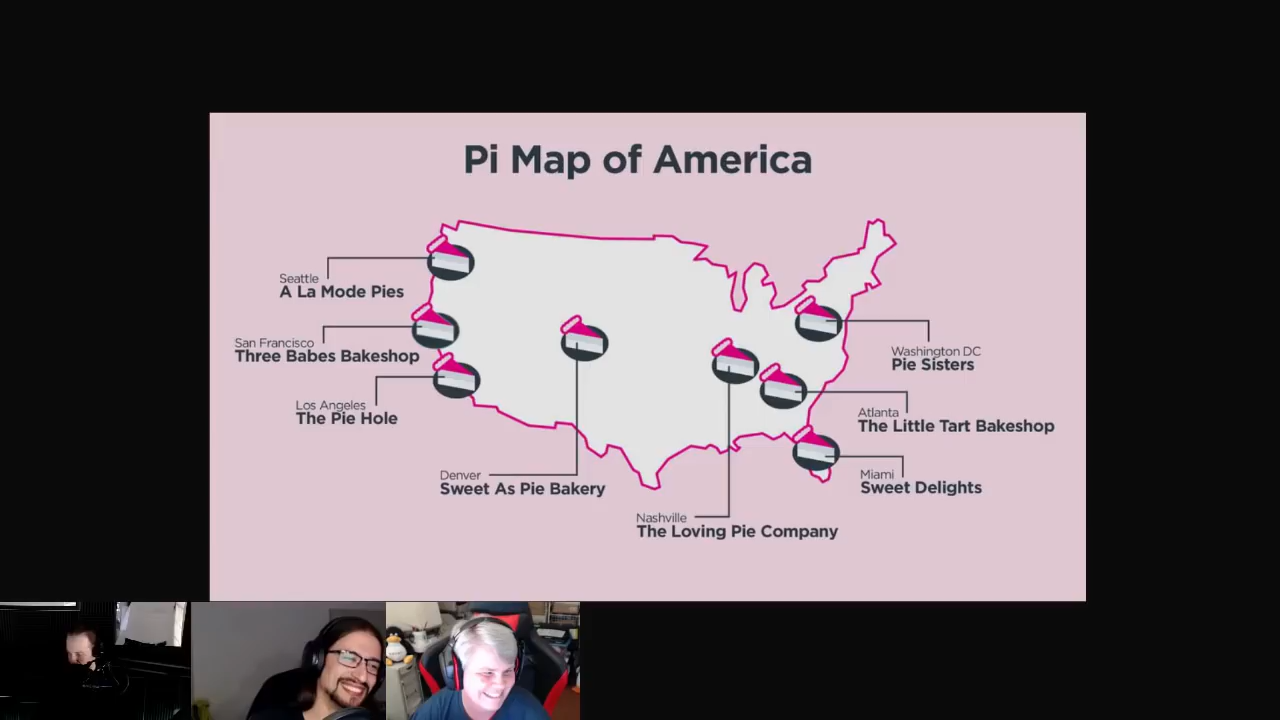 Pi Map of America
Seattle
A La Mode Pies
San Francisco
Three Babes Bakeshop
Los Angeles
The Pie Hole
Denver
Sweet As Pie Bakery
Nashville
The Loving Pie Company
Washington DC
Pie Sisters
Atlanta
The Little Tart Bakeshop
Miami
Sweet Delights